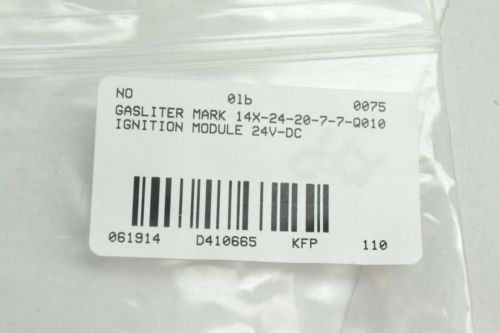 NO 01b 0075
GASLITER MARK 14X-24-20-7-7-Q010
IGNITION MODULE 24V-DC
061914 D410665 KFP 110